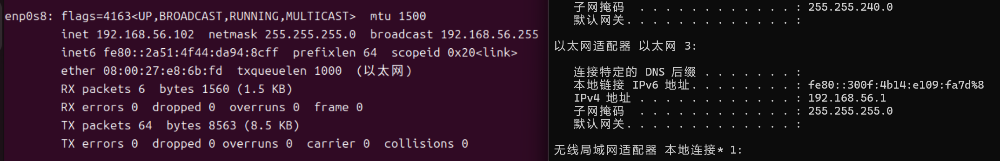 enp0s8: flags=4163<UP,BROADCAST,RUNNING,MULTICAST>  mtu 1500
inet 192.168.56.102  netmask 255.255.255.0  broadcast 192.168.56.255
inet6 fe80::2a51:4f44:da94:8cff  prefixlen 64  scopeid 0x20<link>
ether 08:00:27:e8:6b:fd  txqueuelen 1000  (以太网)
RX packets 6  bytes 1560 (1.5 KB)
RX errors 0  dropped 0  overruns 0  frame 0
TX packets 64  bytes 8563 (8.5 KB)
TX errors 0  dropped 0 overruns 0  carrier 0  collisions 0
子网掩码  . . . . . . . . . . . . : 255.255.240.0
默认网关. . . . . . . . . . . . . :
以太网适配器 以太网 3:
连接特定的 DNS 后缀 . . . . . . . :
本地链接 IPv6 地址. . . . . . . . : fe80::300f:4b14:e109:fa7d%8
IPv4 地址 . . . . . . . . . . . . : 192.168.56.1
子网掩码  . . . . . . . . . . . . : 255.255.255.0
默认网关. . . . . . . . . . . . . :
无线局域网适配器 本地连接* 1: